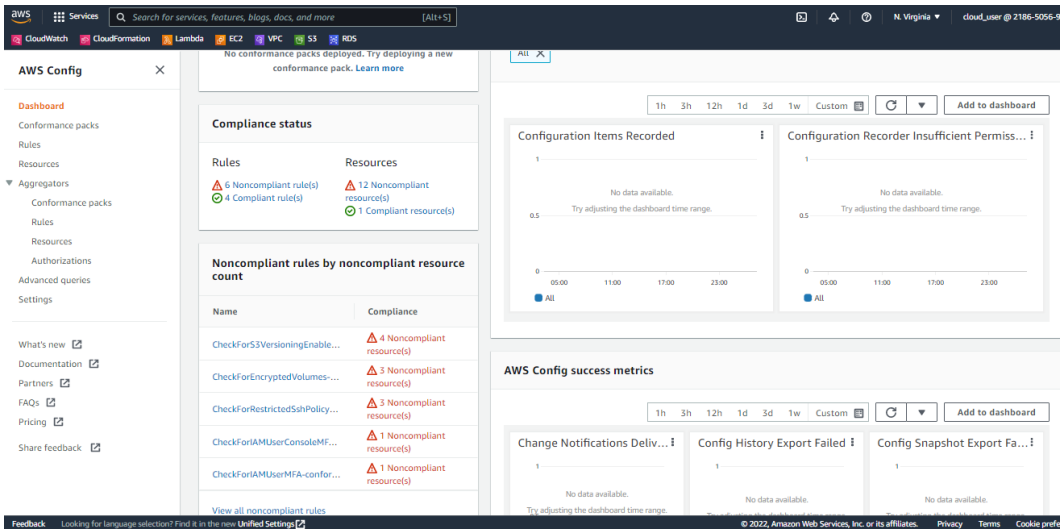 aws
Services
Search for services, features, blogs, docs, and more
[Alt+S]
N. Virginia
cloud_user @ 2186-5056-9
CloudWatch
CloudFormation
Lambda
EC2
VPC
S3
RDS
AWS Config
Dashboard
Conformance packs
Rules
Resources
Aggregators
Conformance packs
Rules
Resources
Authorizations
Advanced queries
Settings
What's new
Documentation
Partners
FAQs
Pricing
Share feedback
No conformance packs deployed. Try deploying a new
conformance pack. Learn more
Compliance status
Rules
6 Noncompliant rule(s)
4 Compliant rule(s)
Resources
12 Noncompliant
resource(s)
1 Compliant resource(s)
Noncompliant rules by noncompliant resource
count
Name
Compliance
CheckForS3VersioningEnable...
4 Noncompliant
resource(s)
CheckForEncryptedVolumes-...
3 Noncompliant
resource(s)
CheckForRestrictedSshPolicy...
3 Noncompliant
resource(s)
CheckForIAMUserConsoleMF...
1 Noncompliant
resource(s)
CheckForIAMUserMFA-confor...
1 Noncompliant
resource(s)
View all noncompliant rules
All
1h 3h 12h 1d 3d 1w Custom
Add to dashboard
Configuration Items Recorded
1
0.5
0
No data available.
Try adjusting the dashboard time range.
05:00 11:00 17:00 23:00
All
Configuration Recorder Insufficient Permiss...
1
0.5
0
No data available.
Try adjusting the dashboard time range.
05:00 11:00 17:00 23:00
All
AWS Config success metrics
1h 3h 12h 1d 3d 1w Custom
Add to dashboard
Change Notifications Deliv...
1
No data available.
Try adjusting the dashboard time range.
Config History Export Failed
1
No data available.
Config Snapshot Export Fa...
1
No data available.
Feedback
Looking for language selection? Find it in the new Unified Settings
© 2022, Amazon Web Services, Inc. or its affiliates.
Privacy
Terms
Cookie prefe